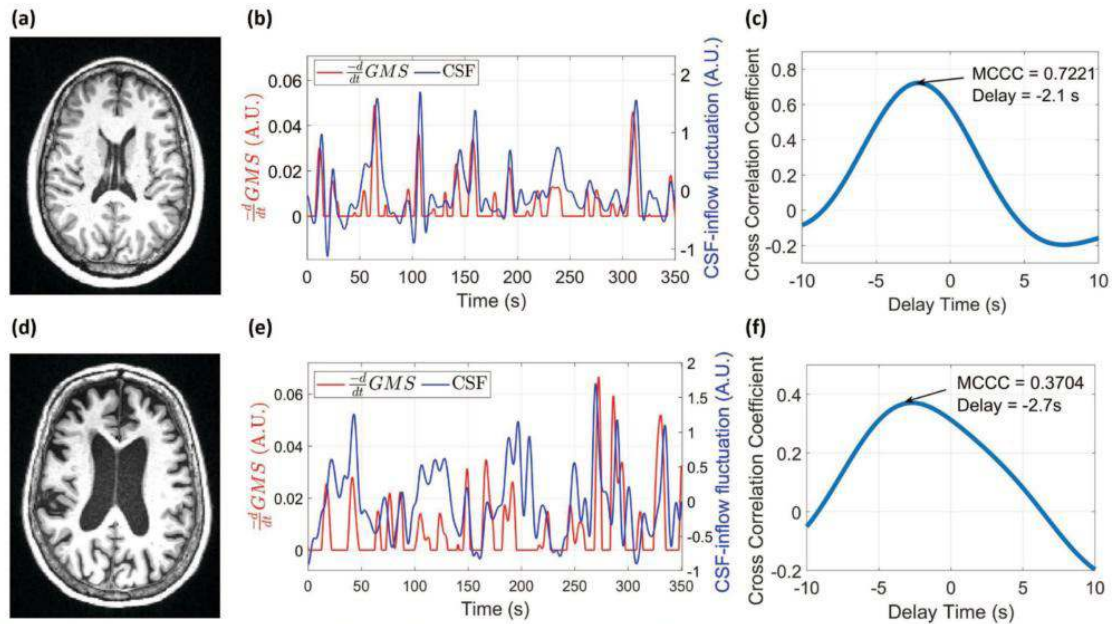 (a)
(b)
(c)
0.06
0.04
0.02
0
-d/dt GMS (A.U.)
-d/dt GMS
CSF
2
1
0
-1
CSF-inflow fluctuation (A.U.)
0 50 100 150 200 250 300 350
Time (s)
0.8
0.6
0.4
0.2
0
-0.2
Cross Correlation Coefficient
MCCC = 0.7221
Delay = -2.1 s
-10 -5 0 5 10
Delay Time (s)
(d)
(e)
(f)
0.06
0.04
0.02
0
-d/dt GMS (A.U.)
-d/dt GMS
CSF
2
1.5
1
0.5
0
-0.5
-1
CSF-inflow fluctuation (A.U.)
0 50 100 150 200 250 300 350
Time (s)
0.4
0.2
0
-0.2
Cross Correlation Coefficient
MCCC = 0.3704
Delay = -2.7s
-10 -5 0 5 10
Delay Time (s)